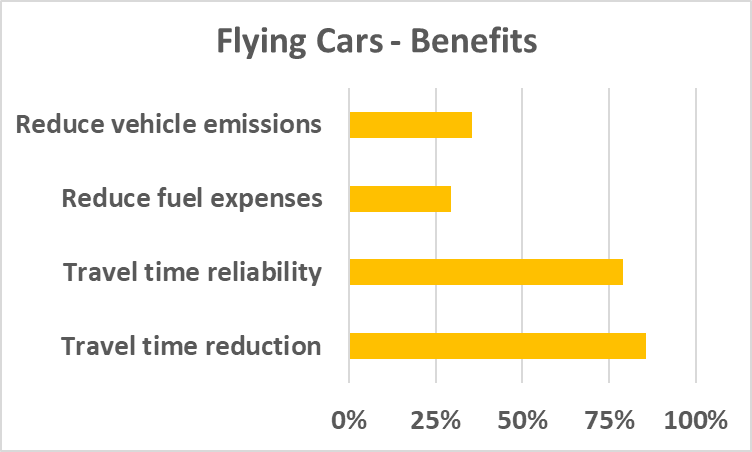 Flying Cars - Benefits
Reduce vehicle emissions
Reduce fuel expenses
Travel time reliability
Travel time reduction
0% 25% 50% 75% 100%